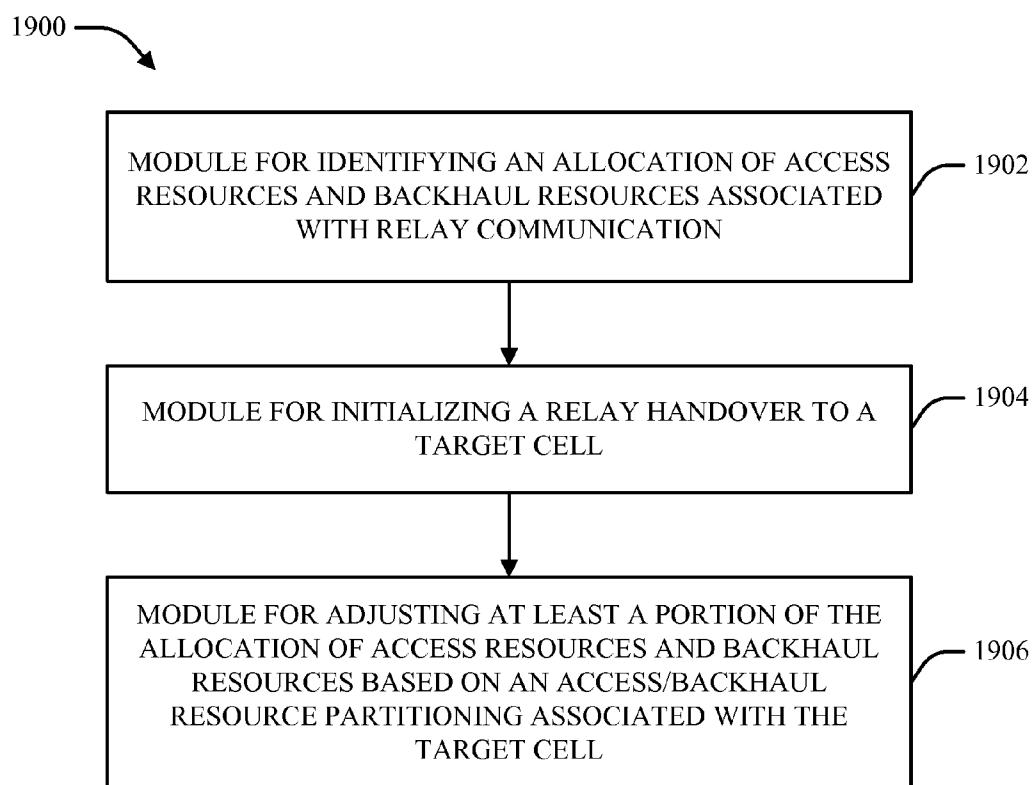 1900
MODULE FOR IDENTIFYING AN ALLOCATION OF ACCESS
RESOURCES AND BACKHAUL RESOURCES ASSOCIATED
WITH RELAY COMMUNICATION
1902
MODULE FOR INITIALIZING A RELAY HANDOVER TO A
TARGET CELL
1904
MODULE FOR ADJUSTING AT LEAST A PORTION OF THE
ALLOCATION OF ACCESS RESOURCES AND BACKHAUL
RESOURCES BASED ON AN ACCESS/BACKHAUL
RESOURCE PARTITIONING ASSOCIATED WITH THE
TARGET CELL
1906